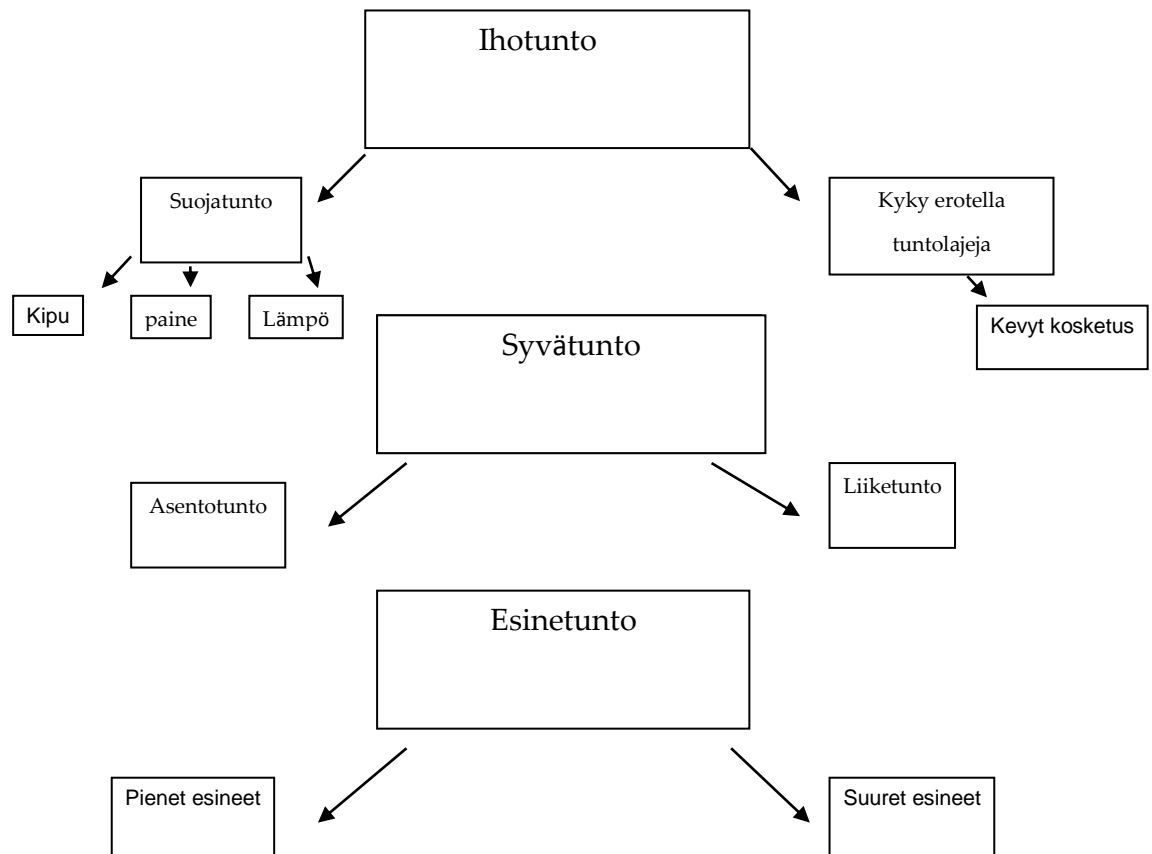 Ihotunto
Suojatunto
Kyky erotella
tuntolajeja
Kipu
paine
Lämpö
Kevyt kosketus
Syvätunto
Asentotunto
Liiketunto
Esinetunto
Pienet esineet
Suuret esineet